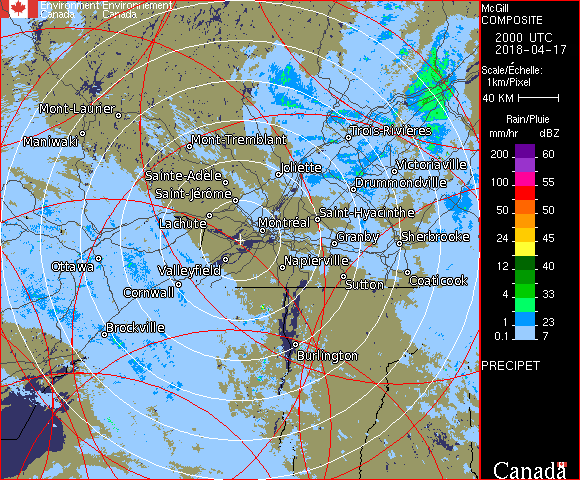 Environment Environnement
Canada Canada
McGill
COMPOSITE
2000 UTC
2018-04-17
Scale/Échelle:
1km/Pixel
40 KM
Rain/Pluie
mm/hr dBZ
200 60
100 55
50 50
24 45
12 40
4 33
1 23
0.1 7
PRECIPET
Canada
Mont-Laurier
Maniwaki
Mont-Tremblant
Trois-Rivières
Sainte-Adèle
Joliette
Victoriaville
Saint-Jérôme
Drummondville
Lachute
Montréal
Saint-Hyacinthe
Granby
Sherbrooke
Ottawa
Valleyfield
Napierville
Cornwall
Sutton
Coaticook
Brockville
Burlington